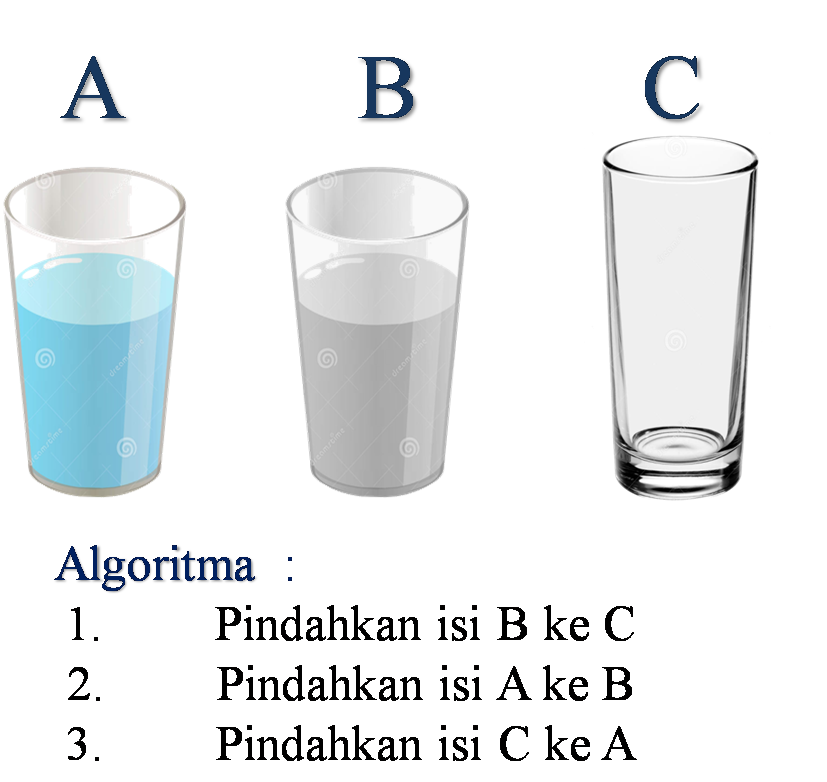 A B C
Algoritma :
1. Pindahkan isi B ke C
2. Pindahkan isi A ke B
3. Pindahkan isi C ke A